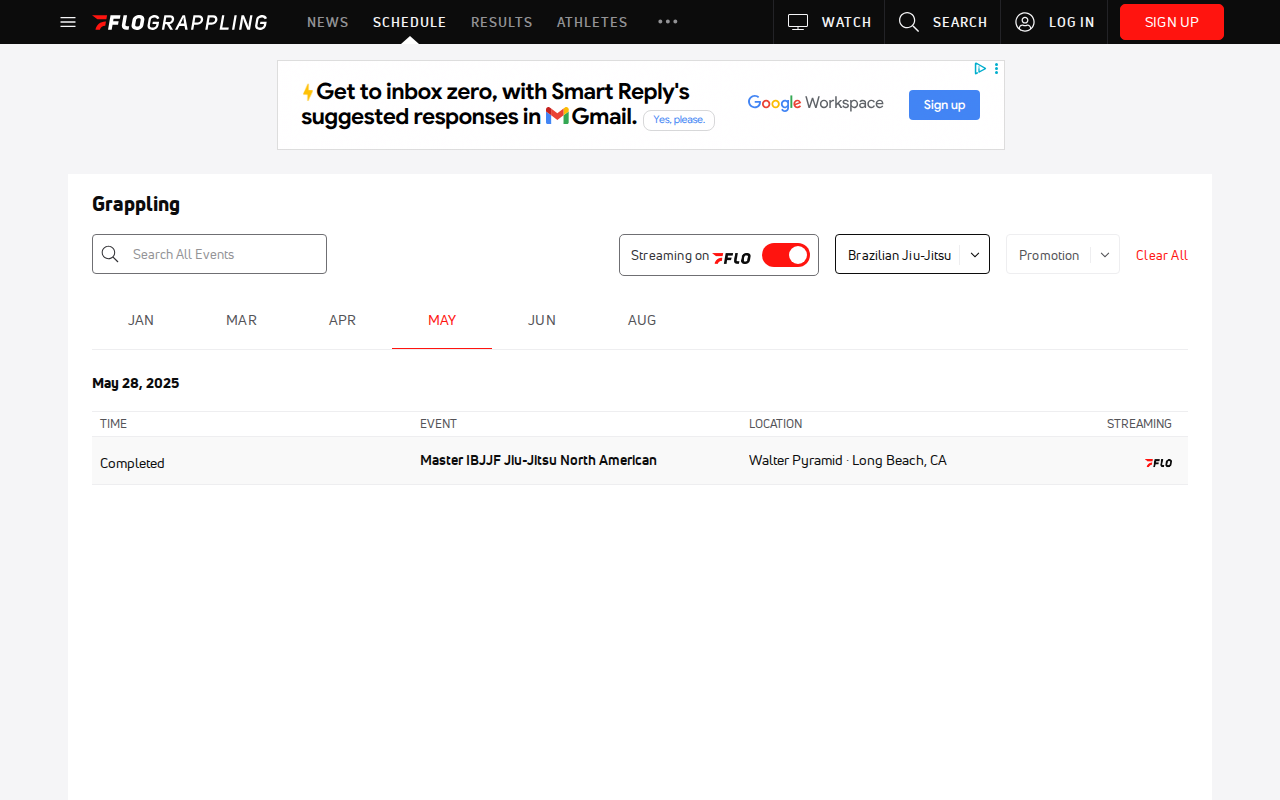 FLOGRAPPLING NEWS SCHEDULE RESULTS ATHLETES WATCH SEARCH LOG IN SIGN UP
Get to inbox zero, with Smart Reply's
suggested responses in Gmail. Yes, please.
Google Workspace
Sign up
Grappling
Search All Events
Streaming on FLO
Brazilian Jiu-Jitsu
Promotion
Clear All
JAN MAR APR MAY JUN AUG
May 28, 2025
TIME EVENT LOCATION STREAMING
Completed Master IBJJF Jiu-Jitsu North American Walter Pyramid · Long Beach, CA FLO